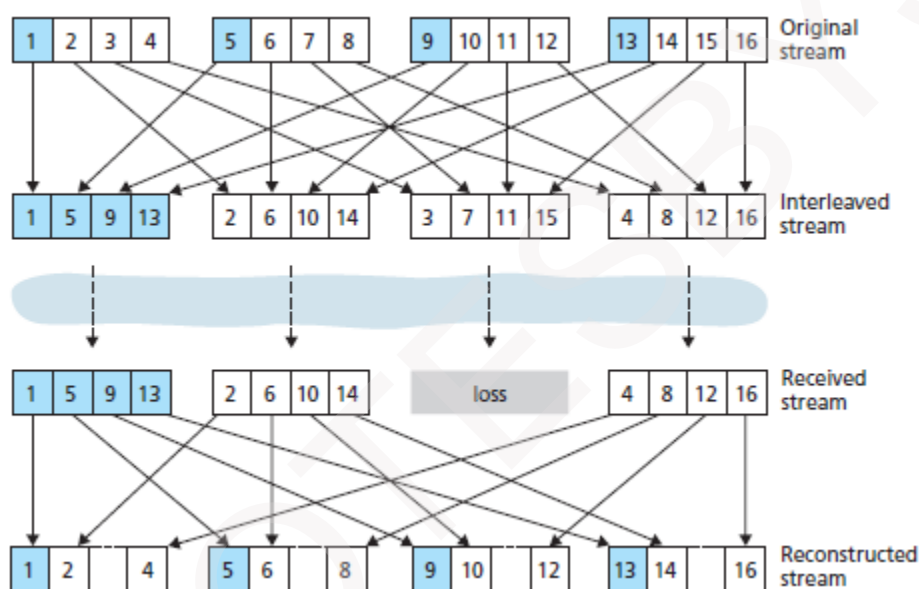 1 2 3 4 5 6 7 8 9 10 11 12 13 14 15 16 Original
stream
1 5 9 13 2 6 10 14 3 7 11 15 4 8 12 16 Interleaved
stream
1 5 9 13 2 6 10 14 loss 4 8 12 16 Received
stream
1 2 4 5 6 8 9 10 12 13 14 16 Reconstructed
stream